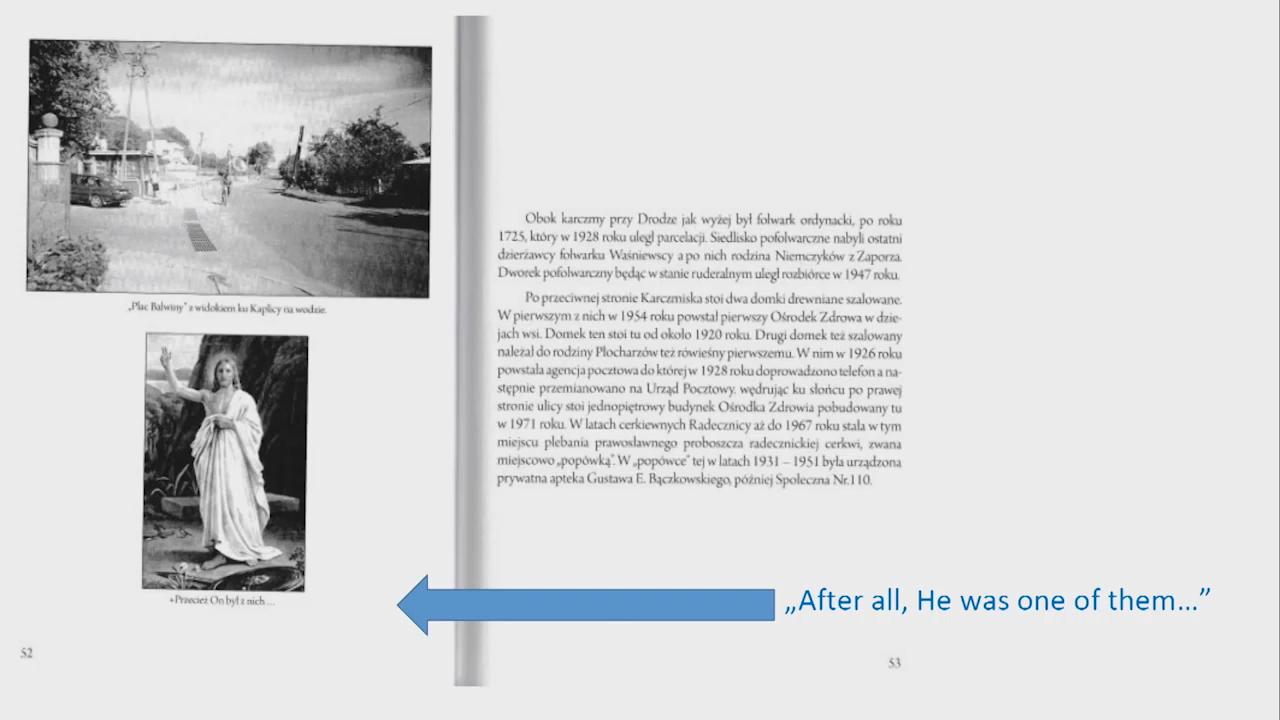 „Plac Balwiny” z widokiem ku Kaplicy na wodzie.
+Przecież On był z nich ...
52
Obok karczmy przy Drodze jak wyżej był folwark ordynacki, po roku
1725, który w 1928 roku uległ parcelacji. Siedlisko pofolwarczne nabyli ostatni
dzierżawcy folwarku Waśniewscy a po nich rodzina Niemczyków z Zaporza.
Dworek pofolwarczny będąc w stanie ruderalnym uległ rozbiórce w 1947 roku.
Po przeciwnej stronie Karczmiska stoi dwa domki drewniane szalowane.
W pierwszym z nich w 1954 roku powstał pierwszy Ośrodek Zdrowa w dzie-
jach wsi. Domek ten stoi tu od około 1920 roku. Drugi domek też szalowany
należał do rodziny Płocharzów też rówieśny pierwszemu. W nim w 1926 roku
powstała agencja pocztowa do której w 1928 roku doprowadzono telefon a na-
stępnie przemianowano na Urząd Pocztowy. wędrując ku słońcu po prawej
stronie ulicy stoi jednopiętrowy budynek Ośrodka Zdrowia pobudowany tu
w 1971 roku. W latach cerkiewnych Radecznicy aż do 1967 roku stała w tym
miejscu plebania prawosławnego proboszcza radecznickiej cerkwi, zwana
miejscowo „popówką”. W „popówce” tej w latach 1931 – 1951 była urządzona
prywatna apteka Gustawa E. Bączkowskiego, później Społeczna Nr.110.
„After all, He was one of them...”
53